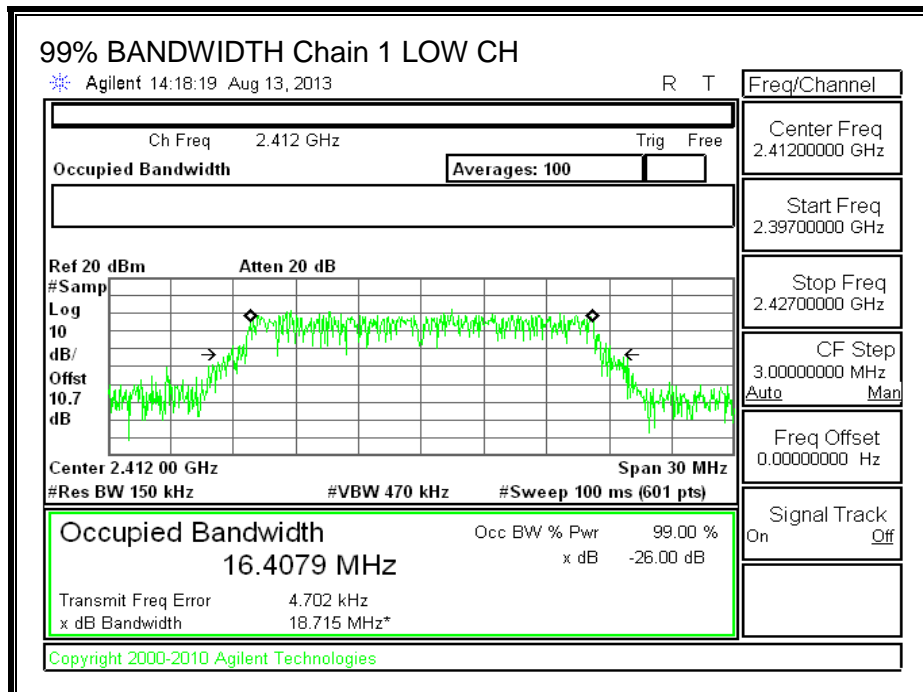 99% BANDWIDTH Chain 1 LOW CH
Agilent 14:18:19 Aug 13, 2013 R T
Freq/Channel
Ch Freq 2.412 GHz Trig Free
Occupied Bandwidth Averages: 100
Center Freq
2.41200000 GHz
Start Freq
2.39700000 GHz
Stop Freq
2.42700000 GHz
CF Step
3.00000000 MHz
Auto Man
Freq Offset
0.00000000 Hz
Signal Track
On Off
Ref 20 dBm Atten 20 dB
#Samp
Log
10
dB/
Offst
10.7
dB
Center 2.412 00 GHz Span 30 MHz
#Res BW 150 kHz #VBW 470 kHz #Sweep 100 ms (601 pts)
Occupied Bandwidth Occ BW % Pwr 99.00 %
16.4079 MHz x dB -26.00 dB
Transmit Freq Error 4.702 kHz
x dB Bandwidth 18.715 MHz*
Copyright 2000-2010 Agilent Technologies